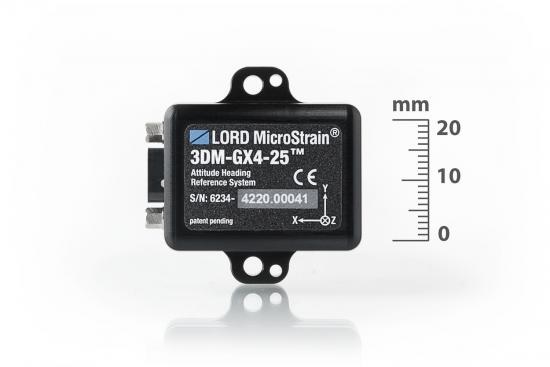 LORD MicroStrain®
3DM-GX4-25™
Attitude Heading
Reference System
CE
Y
S/N: 6234- 4220.00041
X Z
patent pending
mm
20
10
0